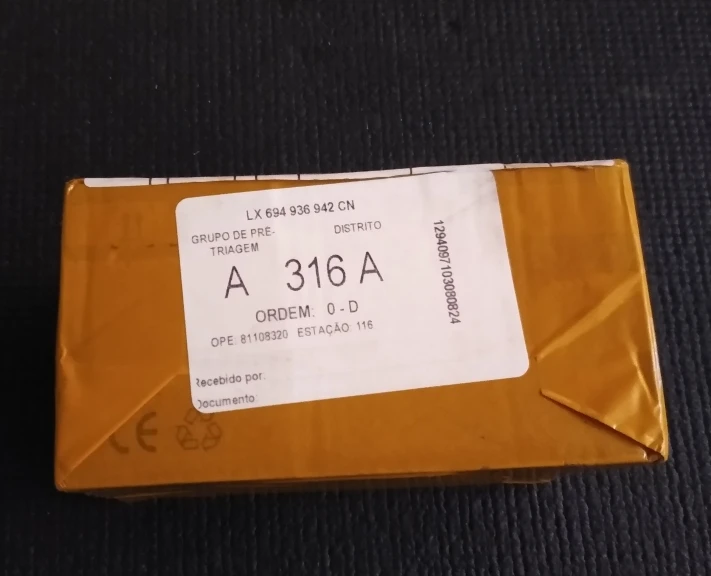 LX 694 936 942 CN
GRUPO DE PRÉ-
TRIAGEM
DISTRITO
A 316 A
ORDEM: 0 - D
OPE: 81108320 ESTAÇÃO: 116
Recebido por:
Documento:
1294097103080824
CE